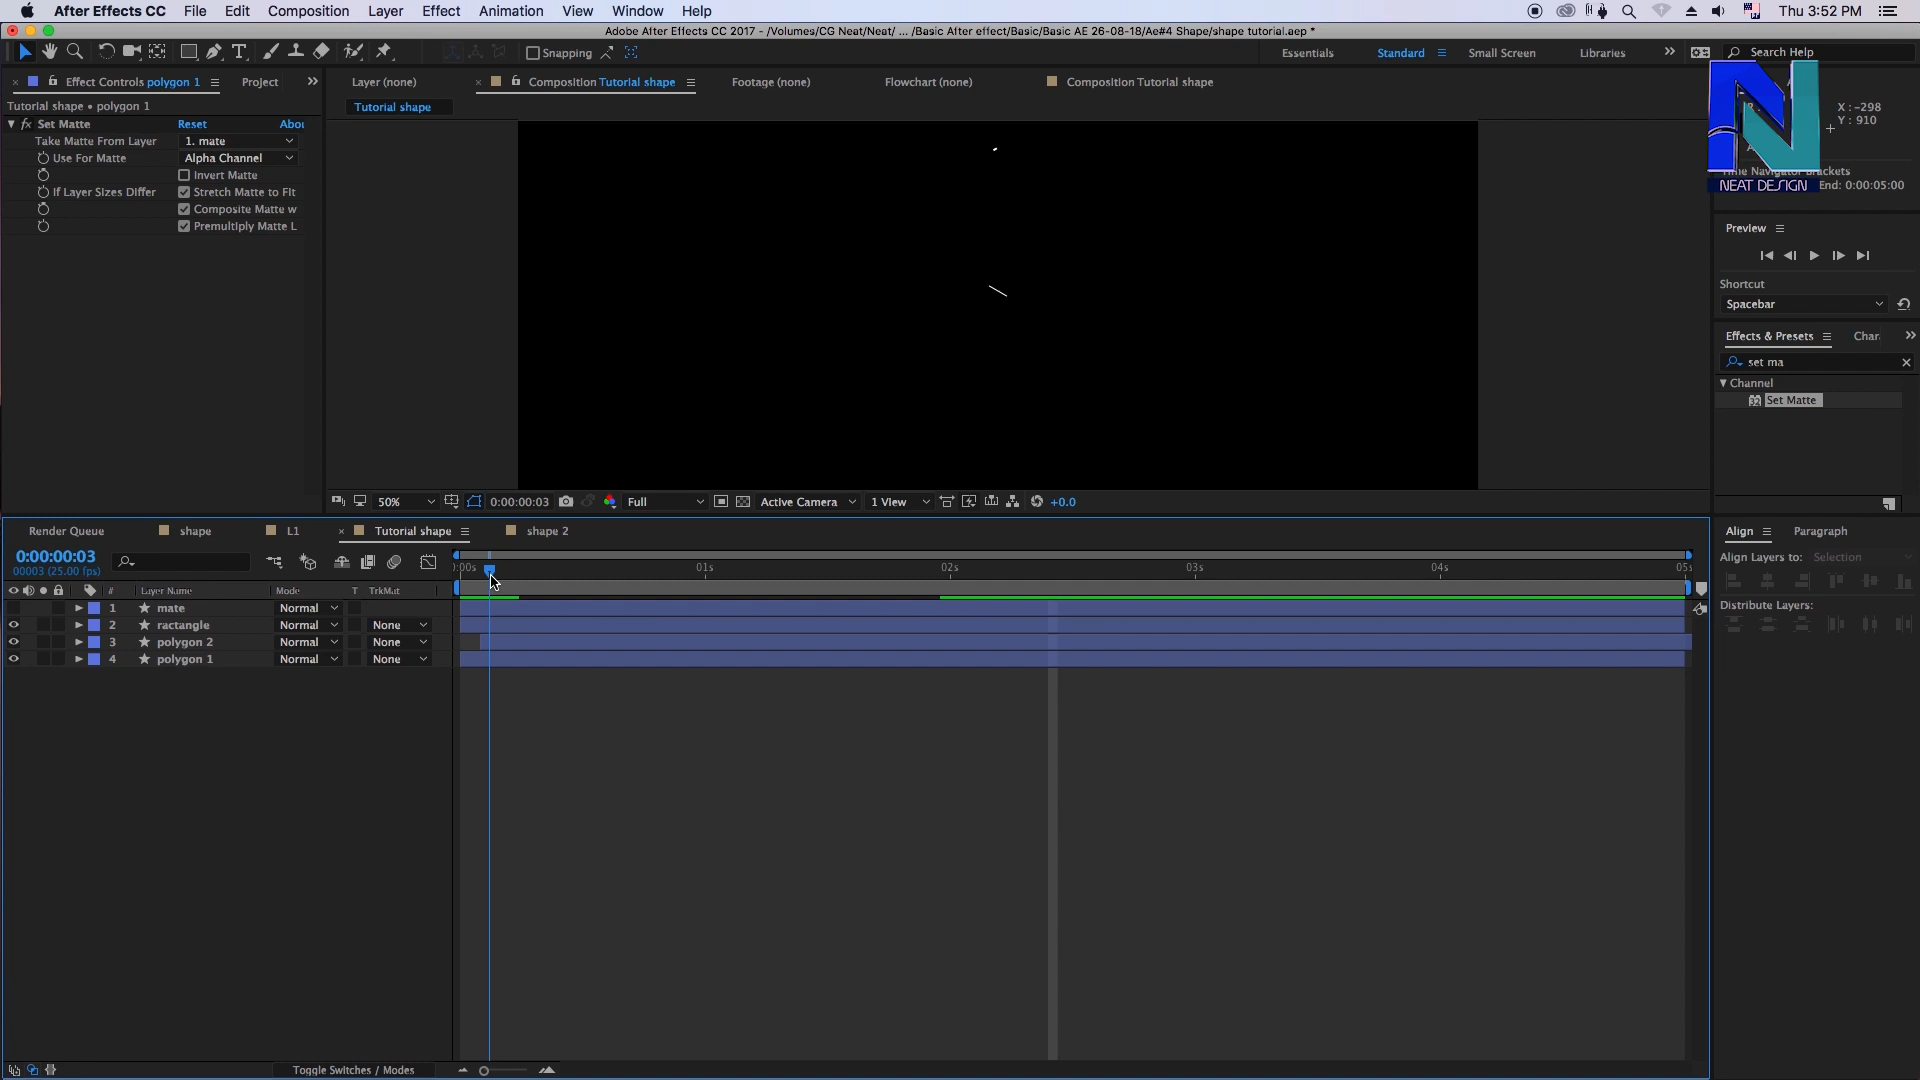 After Effects CC File Edit Composition Layer Effect Animation View Window Help Thu 3:52 PM
Adobe After Effects CC 2017 - /Volumes/CG Neat/Neat/ ... /Basic After effect/Basic/Basic AE 26-08-18/Ae#4 Shape/shape tutorial.aep *
Snapping Essentials Standard Small Screen Libraries Search Help
Effect Controls polygon 1 Project Layer (none) Composition Tutorial shape Footage (none) Flowchart (none) Composition Tutorial shape
Tutorial shape • polygon 1 Tutorial shape
X : -298
Y : 910
fx Set Matte Reset Abou
Take Matte From Layer 1. mate
Use For Matte Alpha Channel
Invert Matte
If Layer Sizes Differ Stretch Matte to Fit
Composite Matte w
Premultiply Matte L
Brackets
NEAT DESIGN End: 0:00:05:00
Preview
Shortcut
Spacebar
Effects & Presets Char
set ma
Channel
32 Set Matte
50% 0:00:00:03 Full Active Camera 1 View +0.0
Render Queue shape L1 Tutorial shape shape 2
Align Paragraph
0:00:00:03
00003 (25.00 fps)
Align Layers to: Selection
:00s 01s 02s 03s 04s 05s
# Layer Name Mode T TrkMat
Distribute Layers:
1 mate Normal
2 ractangle Normal None
3 polygon 2 Normal None
4 polygon 1 Normal None
Toggle Switches / Modes